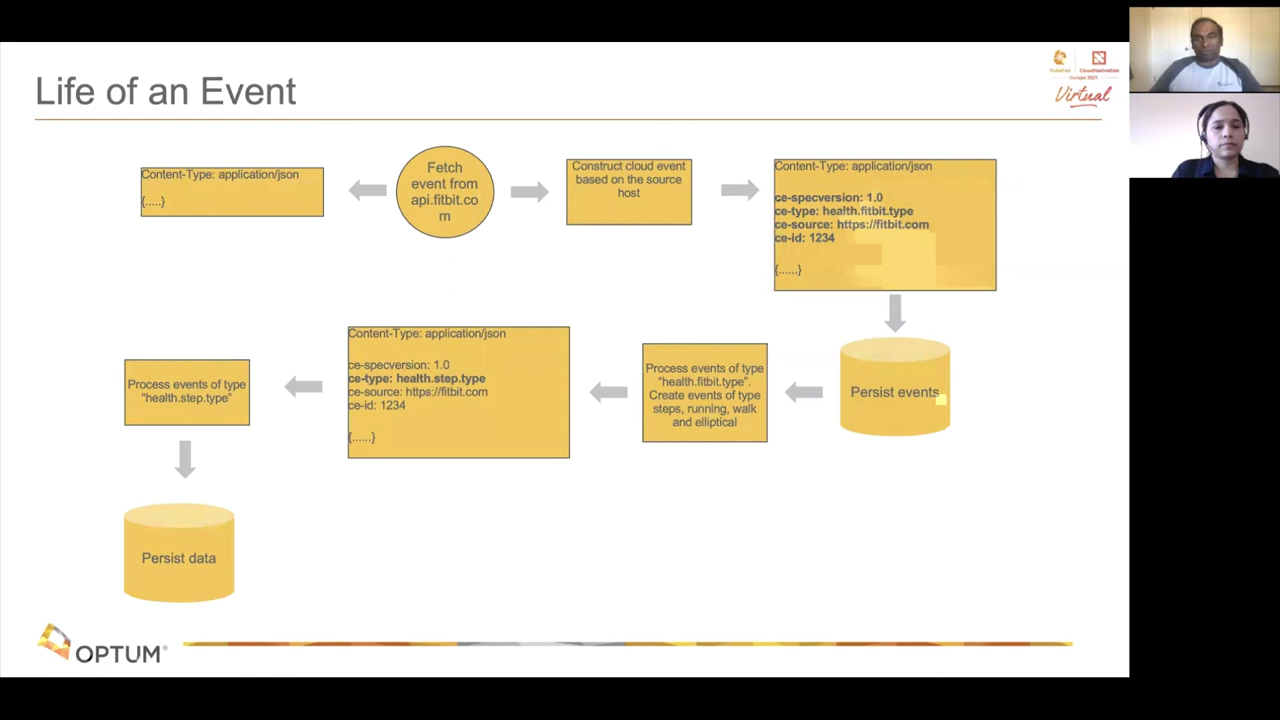 Life of an Event
KubeCon
CloudNativeCon
Europe 2021
Virtual
Content-Type: application/json
{.....}
Fetch
event from
api.fitbit.co
m
Construct cloud event
based on the source
host
Content-Type: application/json
ce-specversion: 1.0
ce-type: health.fitbit.type
ce-source: https://fitbit.com
ce-id: 1234
{......}
Persist events
Process events of type
“health.fitbit.type”.
Create events of type
steps, running, walk
and elliptical
Content-Type: application/json
ce-specversion: 1.0
ce-type: health.step.type
ce-source: https://fitbit.com
ce-id: 1234
{......}
Process events of type
“health.step.type”
Persist data
OPTUM®